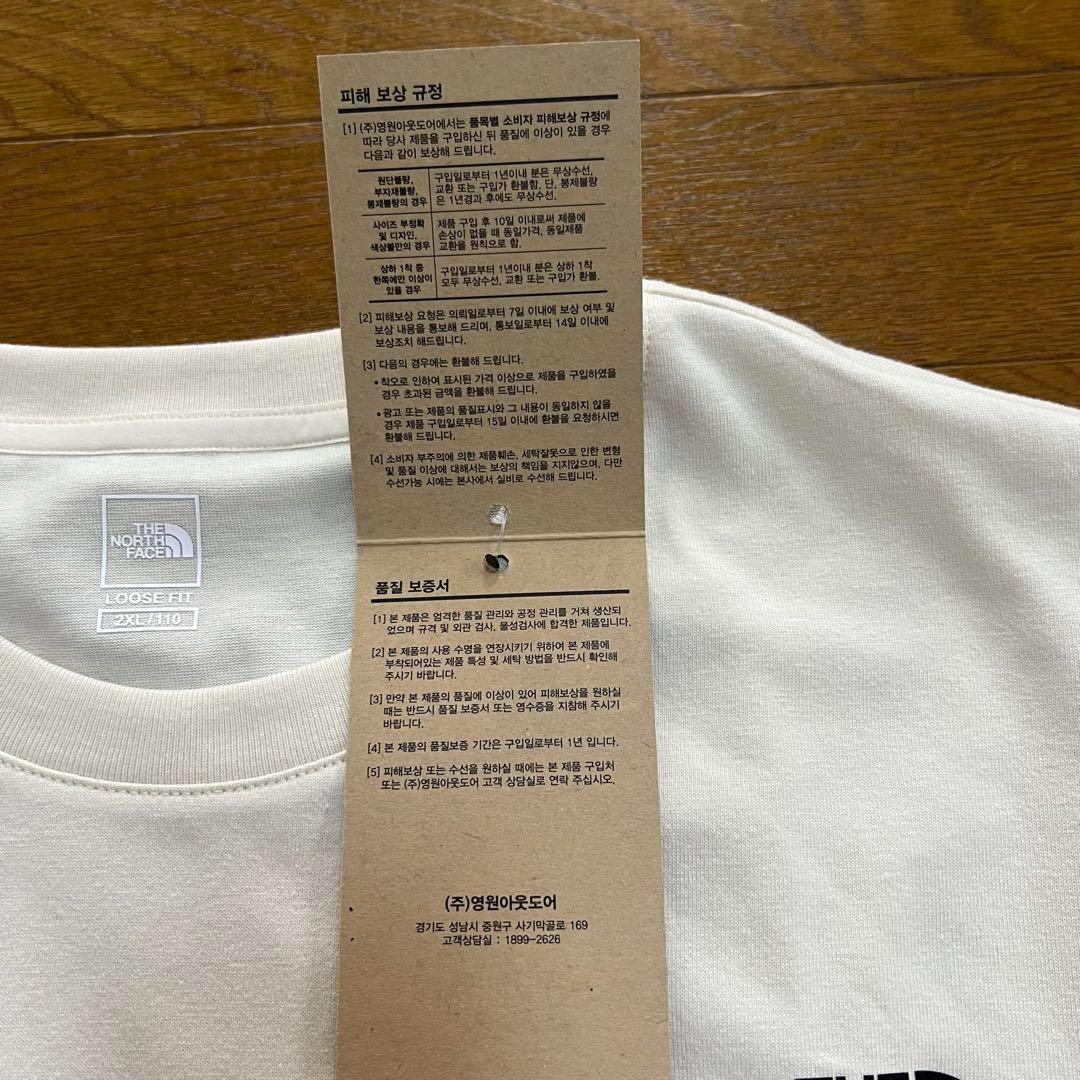 피해 보상 규정
[1] (주)영원아웃도어에서는 품목별 소비자 피해보상 규정에
따라 당사 제품을 구입하신 뒤 품질에 이상이 있을 경우
다음과 같이 보상해 드립니다.
원단불량,
부자재불량,
봉제불량의 경우
구입일로부터 1년이내 분은 무상수선,
교환 또는 구입가 환불함, 단, 봉제불량
은 1년경과 후에도 무상수선.
사이즈 부정확
및 디자인,
색상불만의 경우
제품 구입 후 10일 이내로써 제품에
손상이 없을 때 동일가격, 동일제품
교환을 원칙으로 함.
상하 1착 중
한쪽에만 이상이
있을 경우
구입일로부터 1년이내 분은 상하 1착
모두 무상수선, 교환 또는 구입가 환불.
[2] 피해보상 요청은 의뢰일로부터 7일 이내에 보상 여부 및
보상 내용을 통보해 드리며, 통보일로부터 14일 이내에
보상조치 해드립니다.
[3] 다음의 경우에는 환불해 드립니다.
• 착오로 인하여 표시된 가격 이상으로 제품을 구입하였을
경우 초과된 금액을 환불해 드립니다.
• 광고 또는 제품의 품질표시와 그 내용이 동일하지 않을
경우 제품 구입일로부터 15일 이내에 환불을 요청하시면
환불해 드립니다.
[4] 소비자 부주의에 의한 제품훼손, 세탁잘못으로 인한 변형
및 품질 이상에 대해서는 보상의 책임을 지지않으며, 다만
수선가능 시에는 본사에서 실비로 수선해 드립니다.
THE
NORTH
FACE
LOOSE FIT
2XL/110
품질 보증서
[1] 본 제품은 엄격한 품질 관리와 공정 관리를 거쳐 생산되
었으며 규격 및 외관 검사, 물성검사에 합격한 제품입니다.
[2] 본 제품의 사용 수명을 연장시키기 위하여 본 제품에
부착되어있는 제품 특성 및 세탁 방법을 반드시 확인해
주시기 바랍니다.
[3] 만약 본 제품의 품질에 이상이 있어 피해보상을 원하실
때는 반드시 품질 보증서 또는 영수증을 지참해 주시기
바랍니다.
[4] 본 제품의 품질보증 기간은 구입일로부터 1년 입니다.
[5] 피해보상 또는 수선을 원하실 때에는 본 제품 구입처
또는 (주)영원아웃도어 고객 상담실로 연락 주십시오.
(주)영원아웃도어
경기도 성남시 중원구 사기막골로 169
고객상담실 : 1899-2626